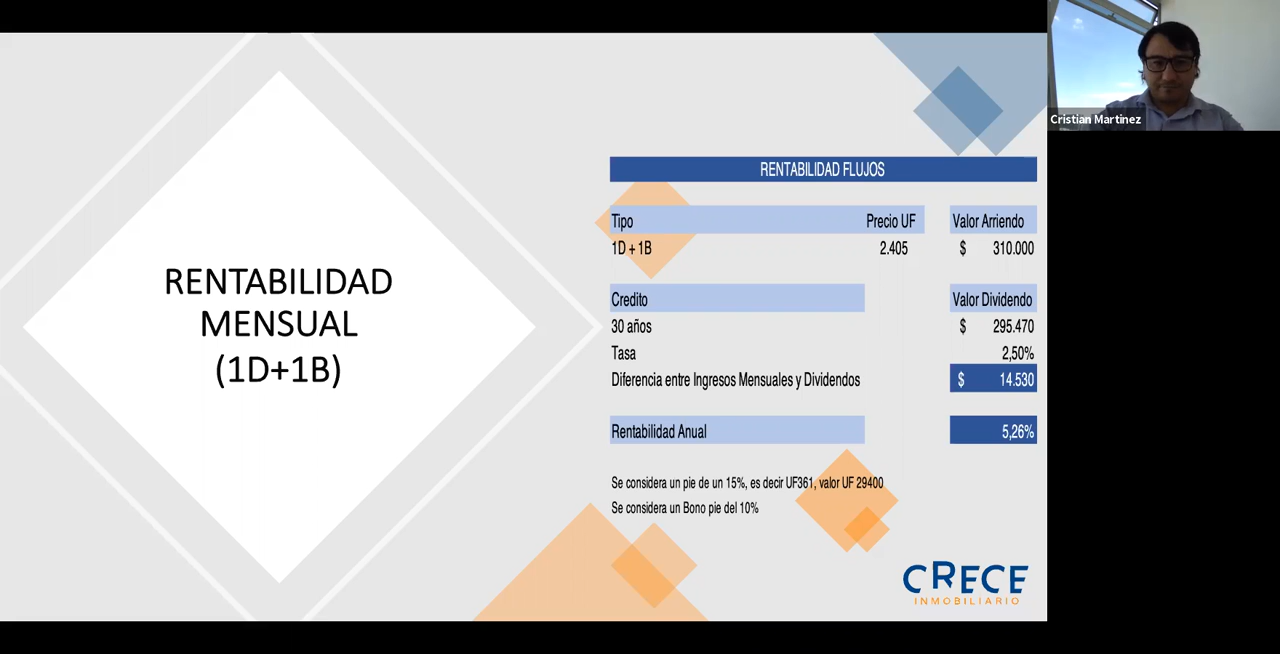 Cristian Martinez
RENTABILIDAD
MENSUAL
(1D+1B)
RENTABILIDAD FLUJOS
Tipo Precio UF Valor Arriendo
1D + 1B 2.405 $ 310.000
Credito Valor Dividendo
30 años $ 295.470
Tasa 2,50%
Diferencia entre Ingresos Mensuales y Dividendos $ 14.530
Rentabilidad Anual 5,26%
Se considera un pie de un 15%, es decir UF361, valor UF 29400
Se considera un Bono pie del 10%
CRECE
INMOBILIARIO